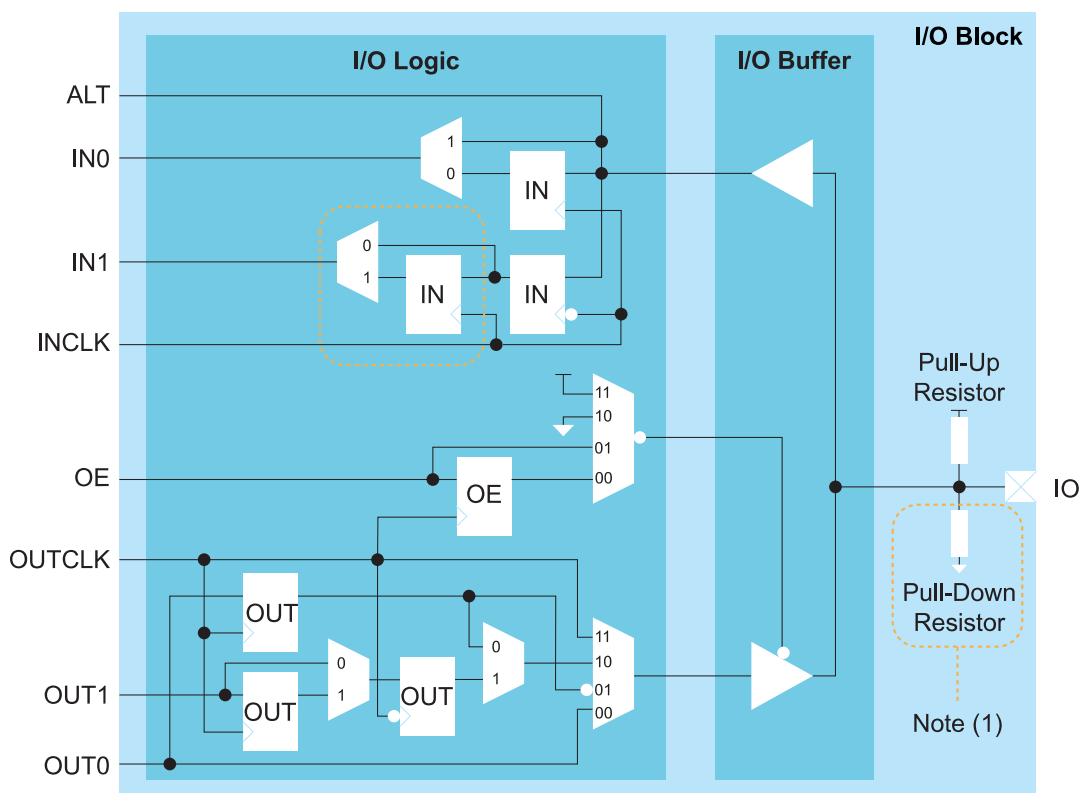 I/O Block
I/O Logic
I/O Buffer
ALT
1
IN0
0
IN
0
IN1
1
IN
IN
INCLK
Pull-Up
Resistor
11
10
01
OE
00
OE
IO
OUTCLK
Pull-Down
Resistor
OUT
11
0
0
10
OUT1
1
OUT
OUT
1
01
00
Note (1)
OUT0